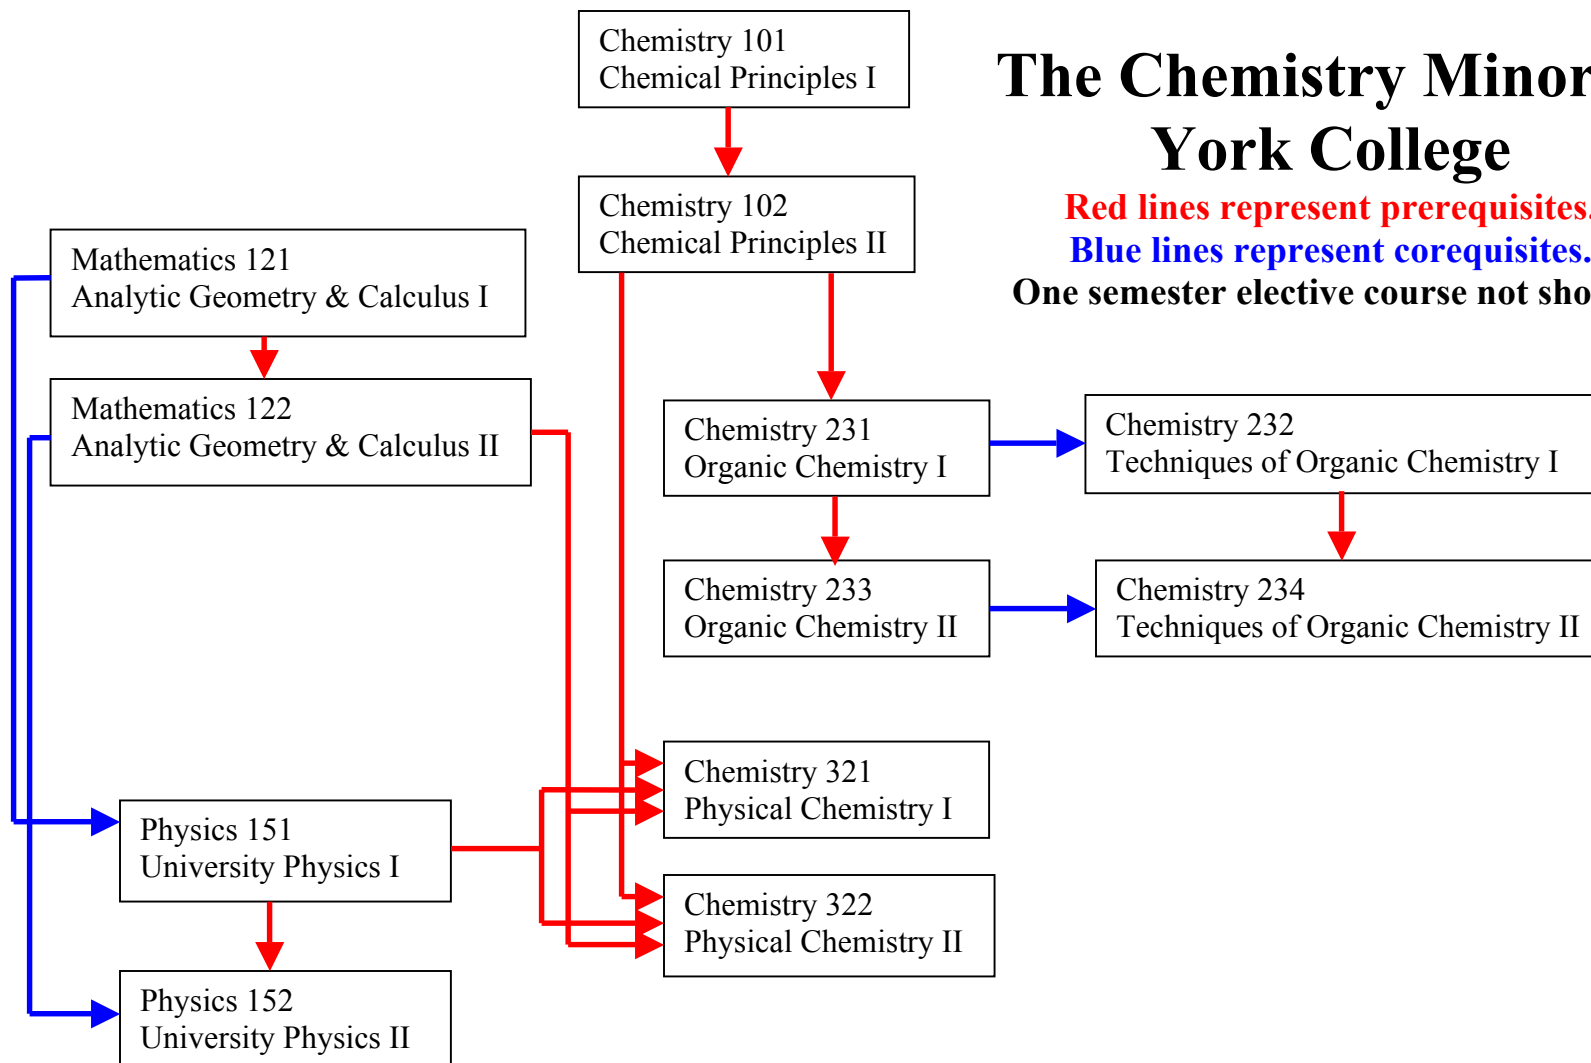 Chemistry 101
Chemical Principles I
The Chemistry Minor
York College
Red lines represent prerequisites.
Blue lines represent corequisites.
One semester elective course not sho
Chemistry 102
Chemical Principles II
Mathematics 121
Analytic Geometry & Calculus I
Mathematics 122
Analytic Geometry & Calculus II
Chemistry 231
Organic Chemistry I
Chemistry 232
Techniques of Organic Chemistry I
Chemistry 233
Organic Chemistry II
Chemistry 234
Techniques of Organic Chemistry II
Chemistry 321
Physical Chemistry I
Physics 151
University Physics I
Chemistry 322
Physical Chemistry II
Physics 152
University Physics II